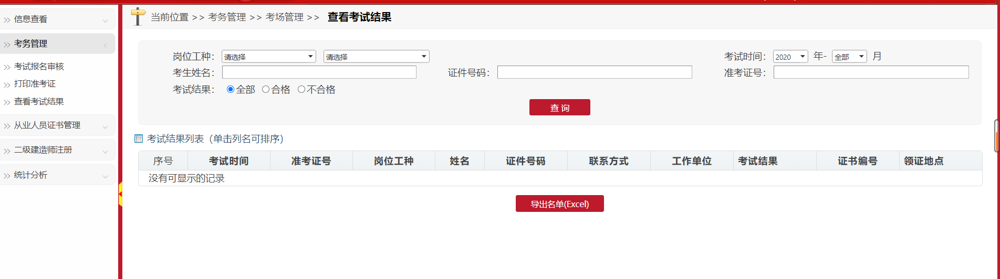 信息查看
考务管理
考试报名审核
打印准考证
查看考试结果
从业人员证书管理
二级建造师注册
统计分析
当前位置 >> 考务管理 >> 考场管理 >> 查看考试结果
岗位工种： 请选择 请选择 考试时间： 2020 年- 全部 月
考生姓名： 证件号码： 准考证号：
考试结果： 全部 合格 不合格
查 询
考试结果列表（单击列名可排序）
序号 考试时间 准考证号 岗位工种 姓名 证件号码 联系方式 工作单位 考试结果 证书编号 领证地点
没有可显示的记录
导出名单(Excel)